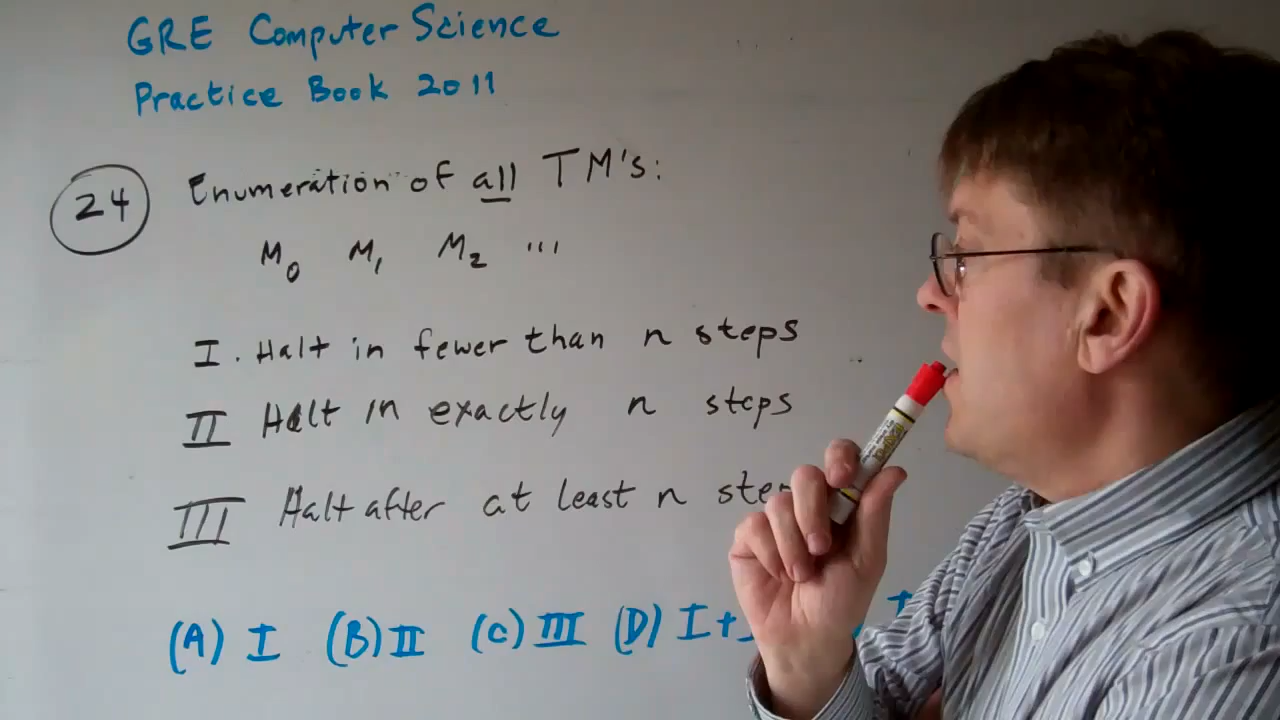 GRE Computer Science
Practice Book 2011
24 Enumeration of all TM's:
M0 M1 M2 ...
I. Halt in fewer than n steps
II Halt in exactly n steps
III Halt after at least n
(A) I (B) II (C) III (D) I+